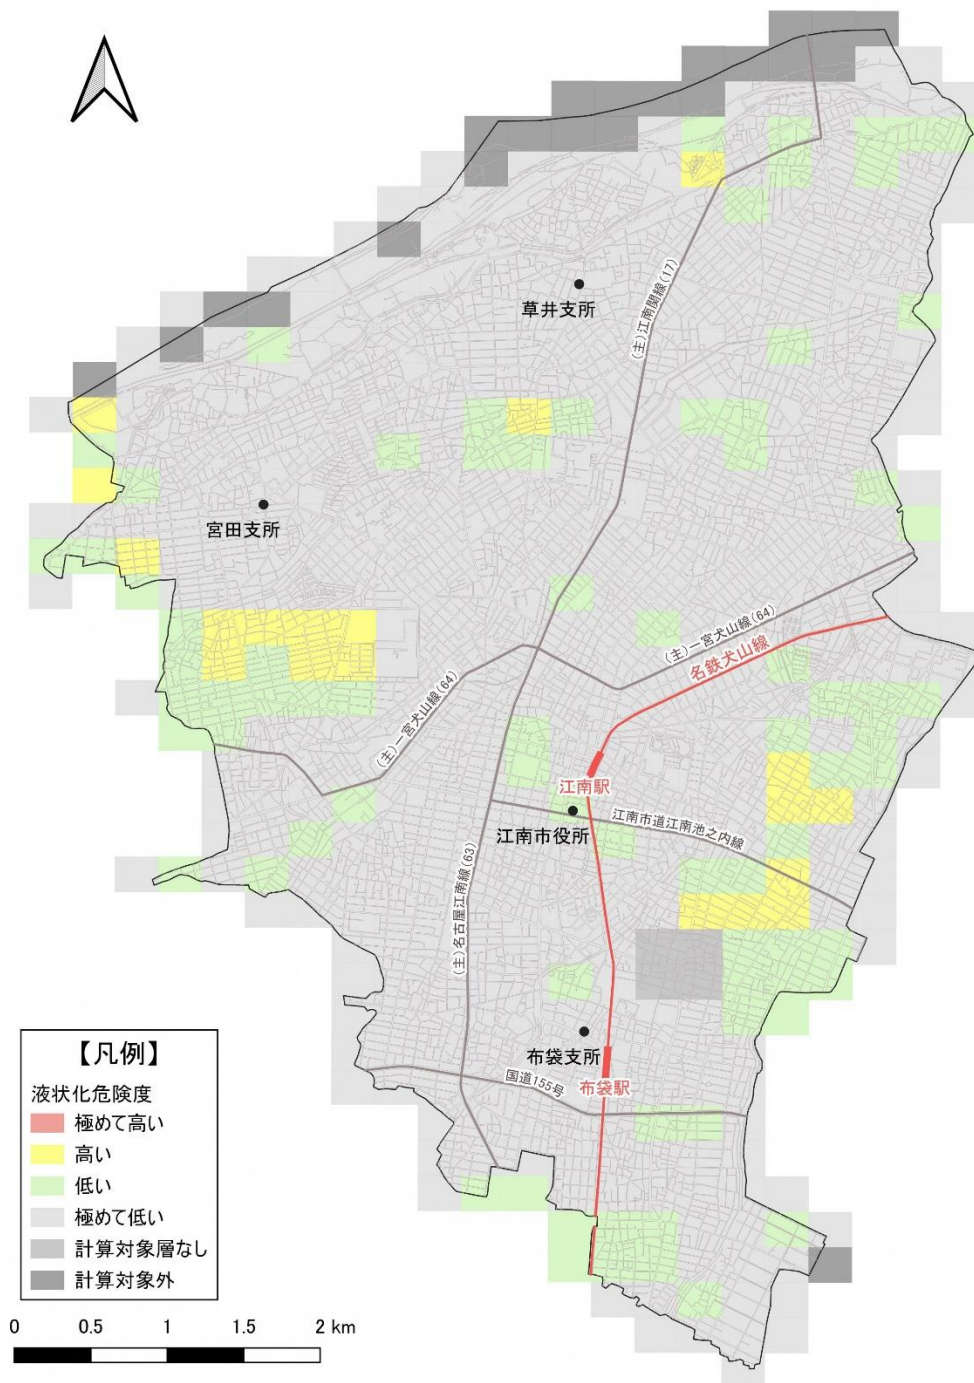 (主)江南関線(17)
草井支所
宮田支所
(主)一宮犬山線(64)
名鉄犬山線
(主)一宮犬山線(64)
江南駅
江南市役所
江南市道江南池之内線
(主)名古屋江南線(63)
布袋支所
国道155号
布袋駅
【凡例】
液状化危険度
極めて高い
高い
低い
極めて低い
計算対象層なし
計算対象外
0 0.5 1 1.5 2 km